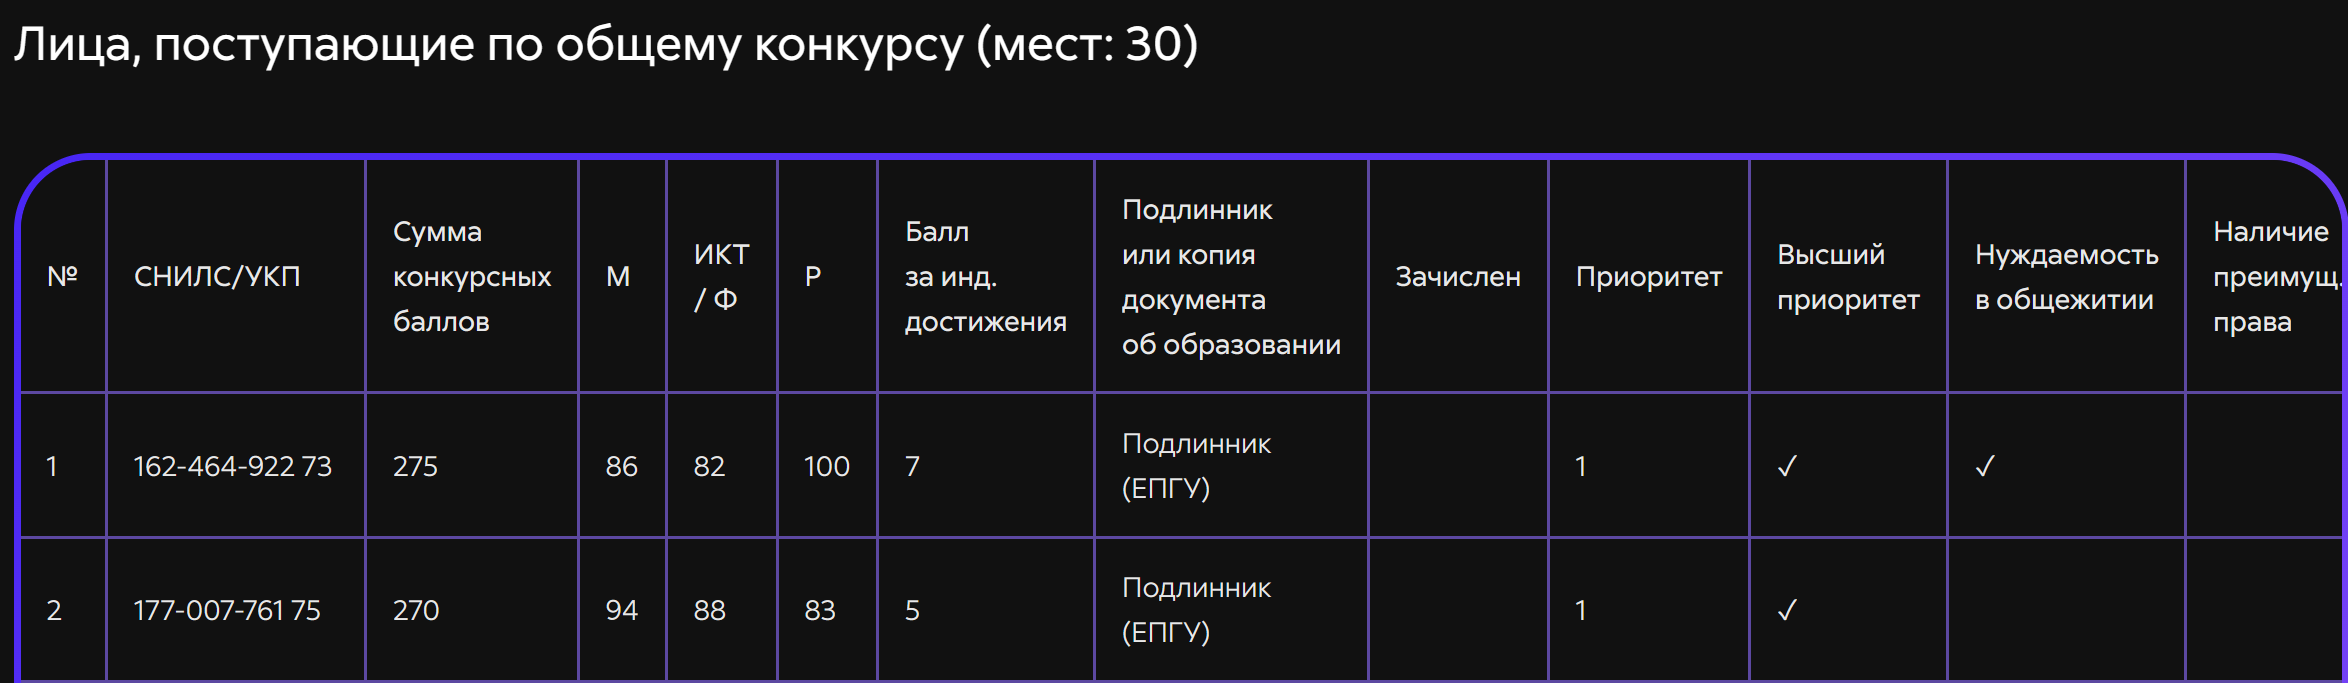 Лица, поступающие по общему конкурсу (мест: 30)
№
СНИЛС/УКП
Сумма
конкурсных
баллов
М
ИКТ
/ Ф
Р
Балл
за инд.
достижения
Подлинник
или копия
документа
об образовании
Зачислен
Приоритет
Высший
приоритет
Нуждаемость
в общежитии
Наличие
преимущ.
права
1
162-464-922 73
275
86
82
100
7
Подлинник
(ЕПГУ)
1
✓
✓
2
177-007-761 75
270
94
88
83
5
Подлинник
(ЕПГУ)
1
✓